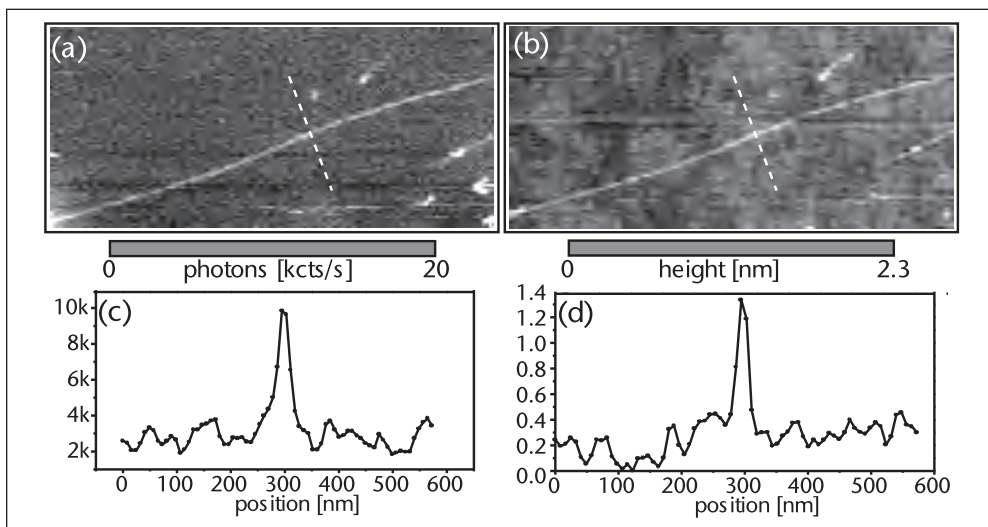 (a)
(b)
0 photons [kcts/s] 20
0 height [nm] 2.3
(c)
10k
8k
6k
4k
2k
0 100 200 300 400 500 600
position [nm]
(d)
1.4
1.2
1.0
0.8
0.6
0.4
0.2
0.0
0 100 200 300 400 500 600
position [nm]